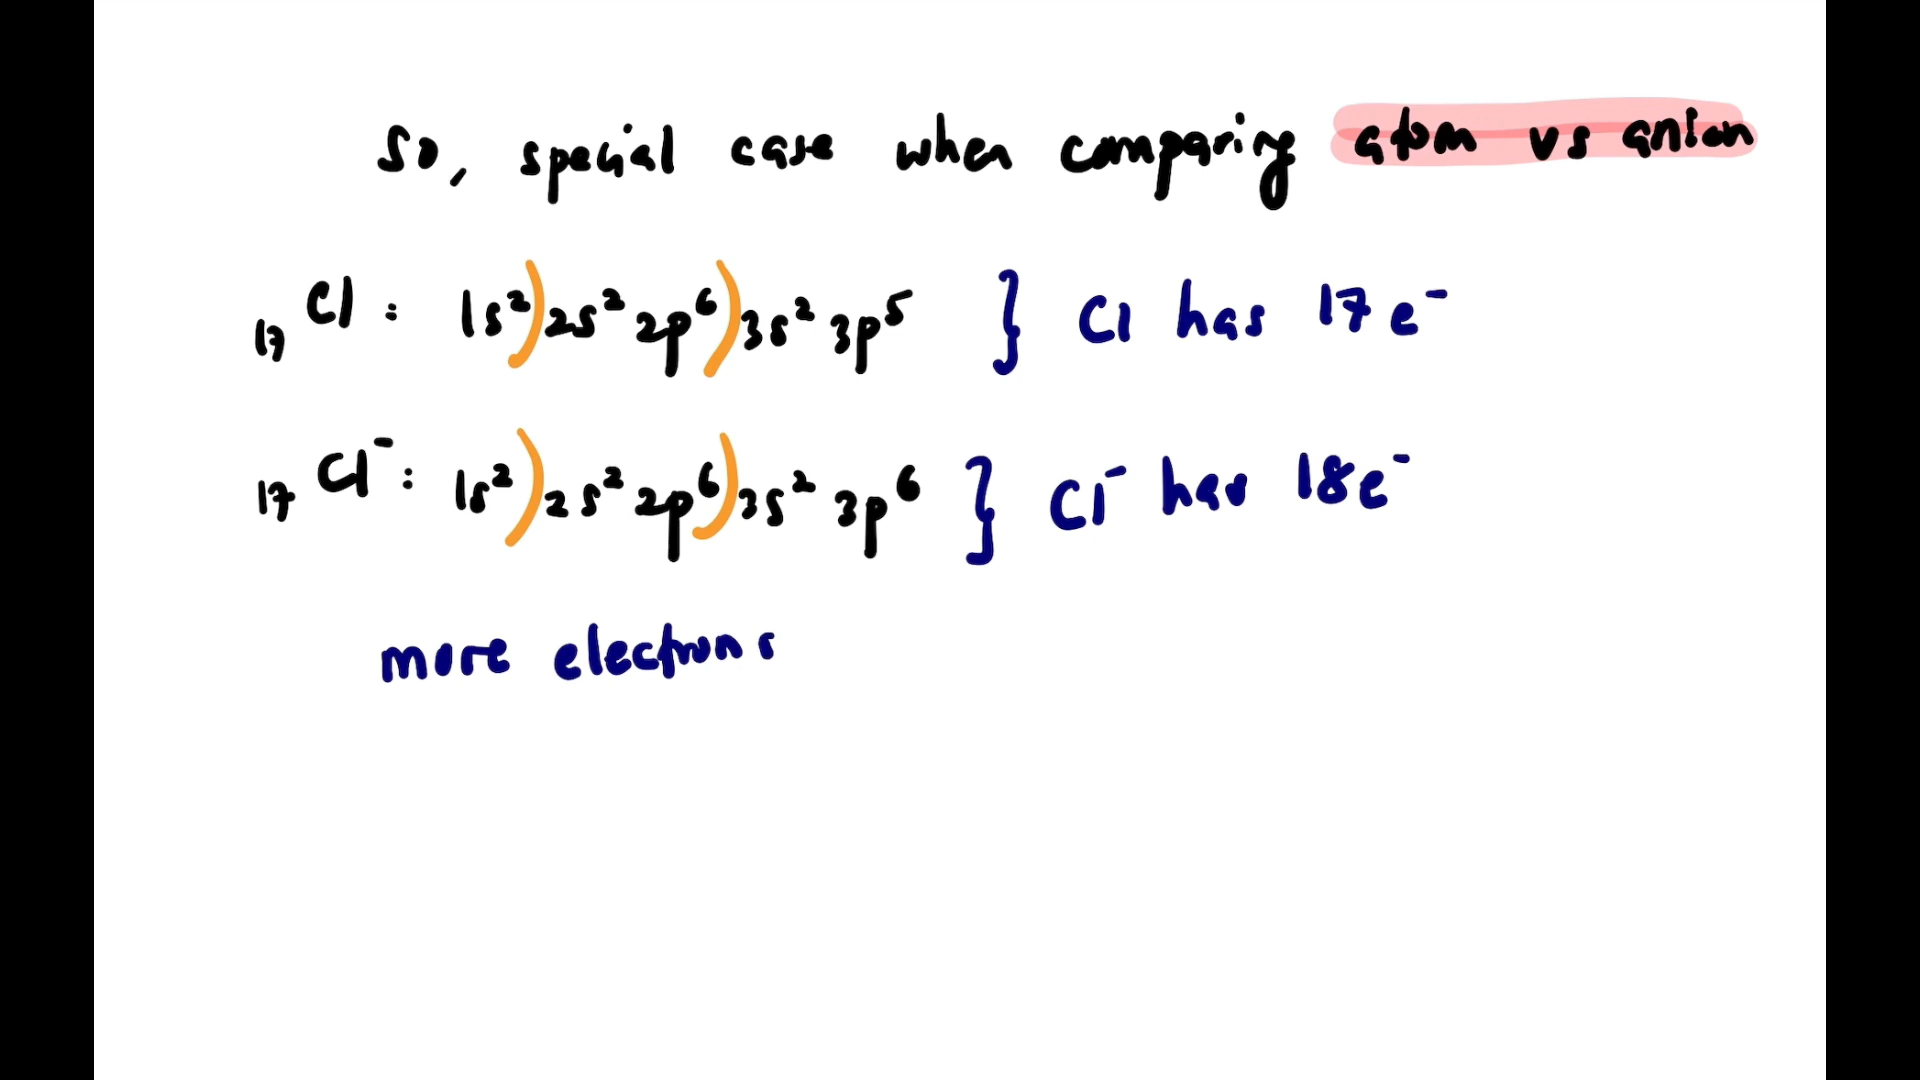 So, special case when comparing atom vs anion
₁₇Cl : 1s² ) 2s² 2p⁶ ) 3s² 3p⁵ } Cl has 17e⁻
₁₇Cl⁻ : 1s² ) 2s² 2p⁶ ) 3s² 3p⁶ } Cl⁻ has 18e⁻
more electrons